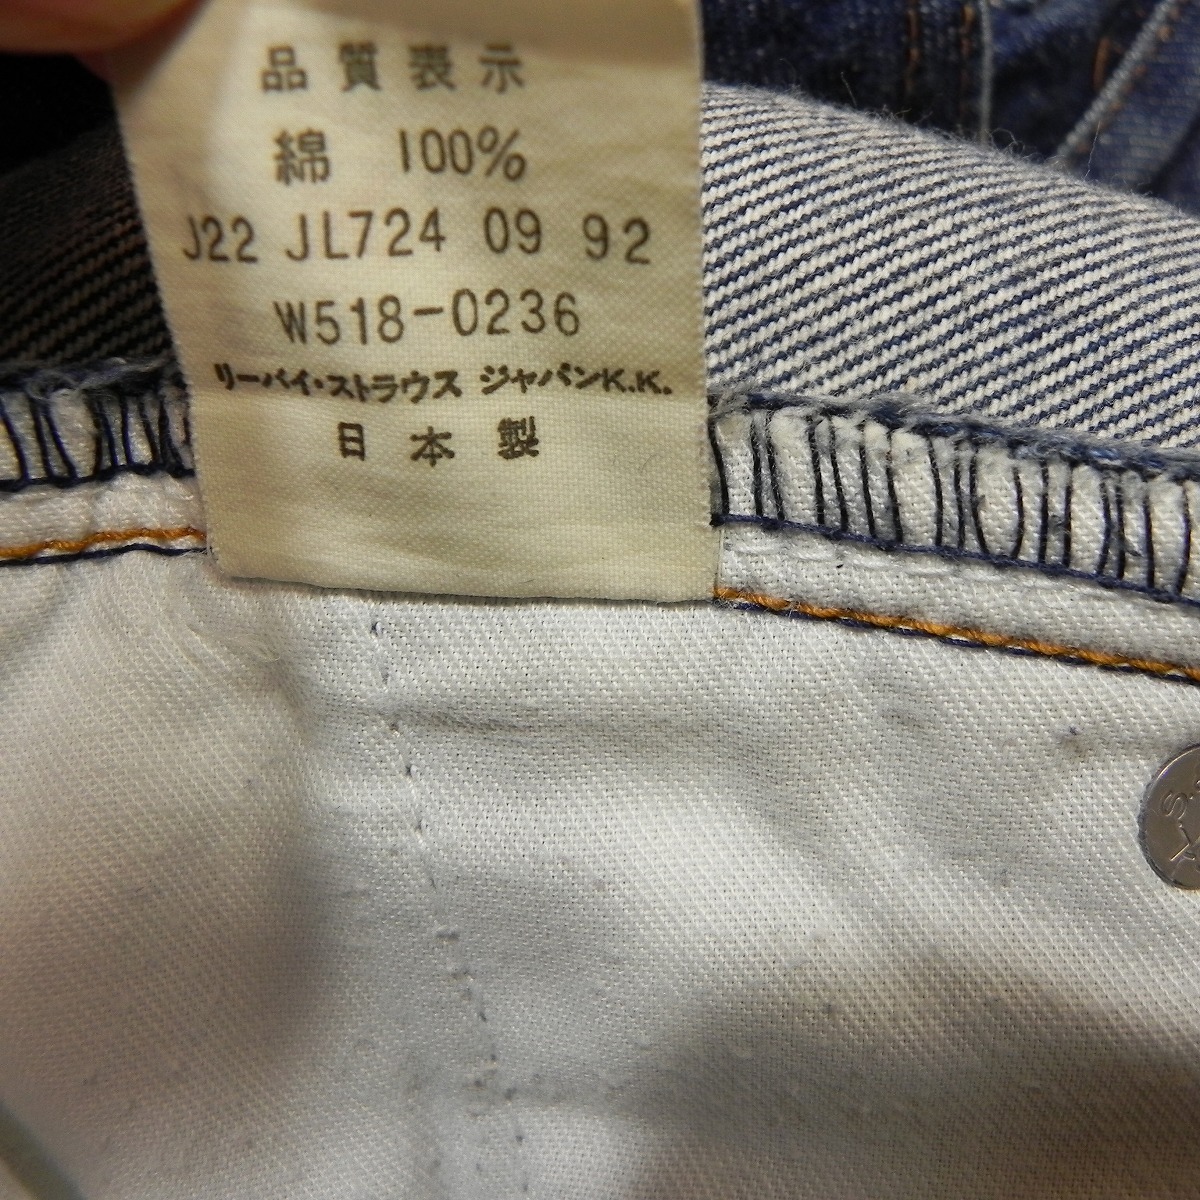 品質表示
綿 100%
J22 JL724 09 92
W518-0236
リーバイ・ストラウス ジャパンK.K.
日本製